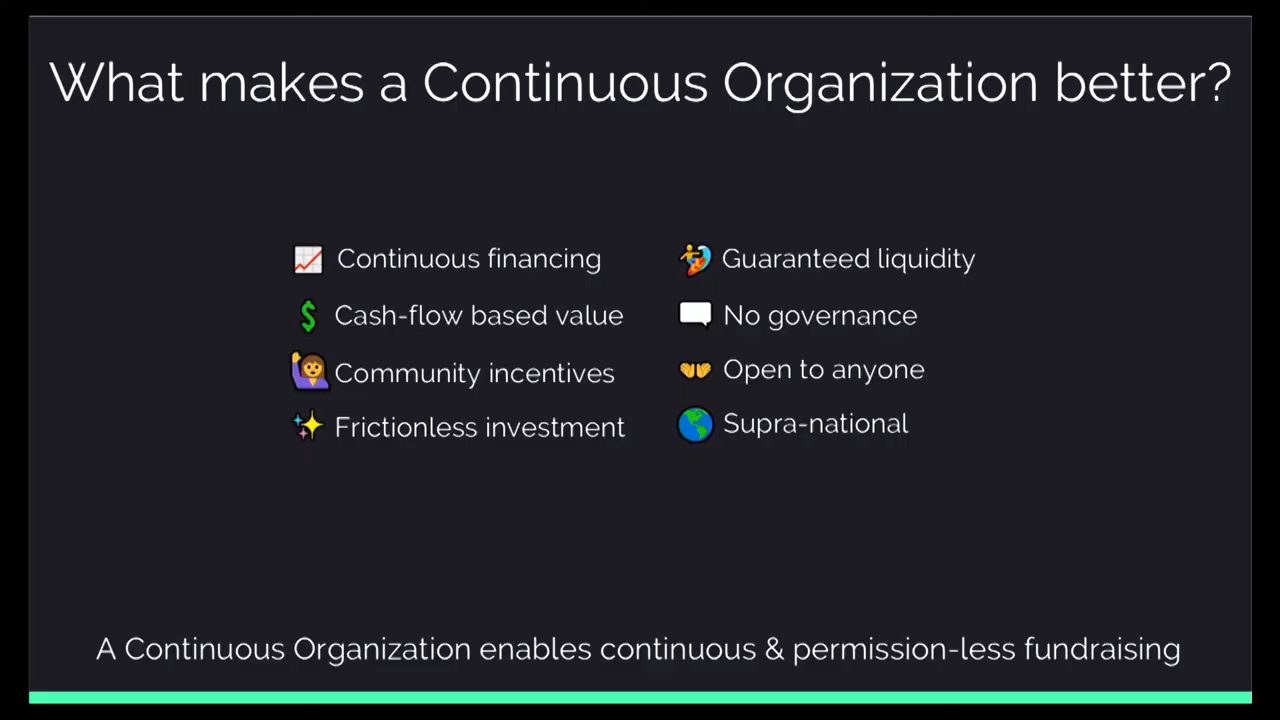 What makes a Continuous Organization better?
Continuous financing
Cash-flow based value
Community incentives
Frictionless investment
Guaranteed liquidity
No governance
Open to anyone
Supra-national
A Continuous Organization enables continuous & permission-less fundraising